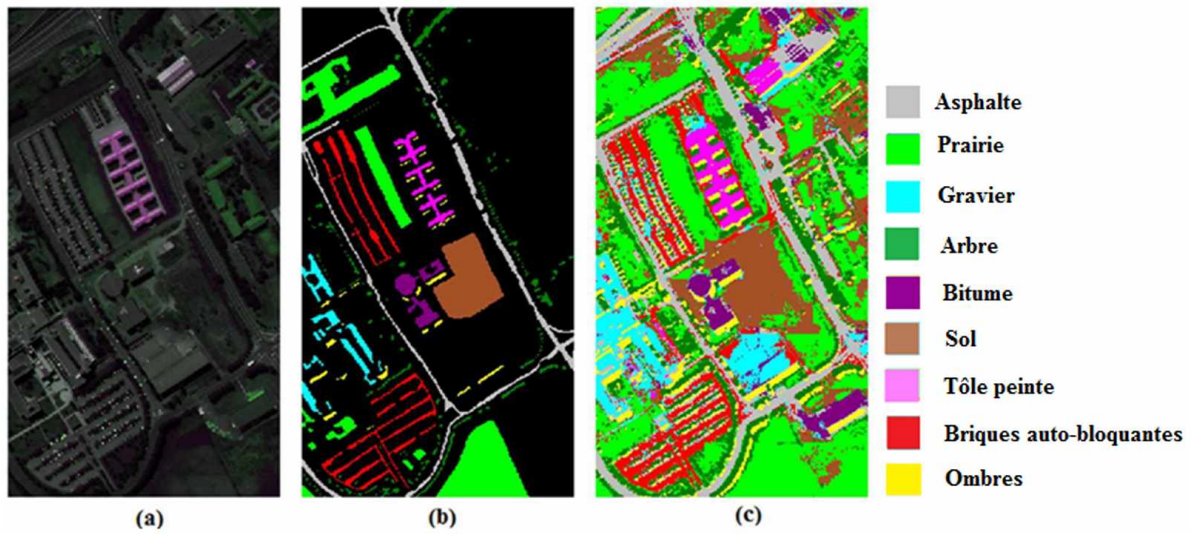 Asphalte
Prairie
Gravier
Arbre
Bitume
Sol
Tôle peinte
Briques auto-bloquantes
Ombres
(a)
(b)
(c)